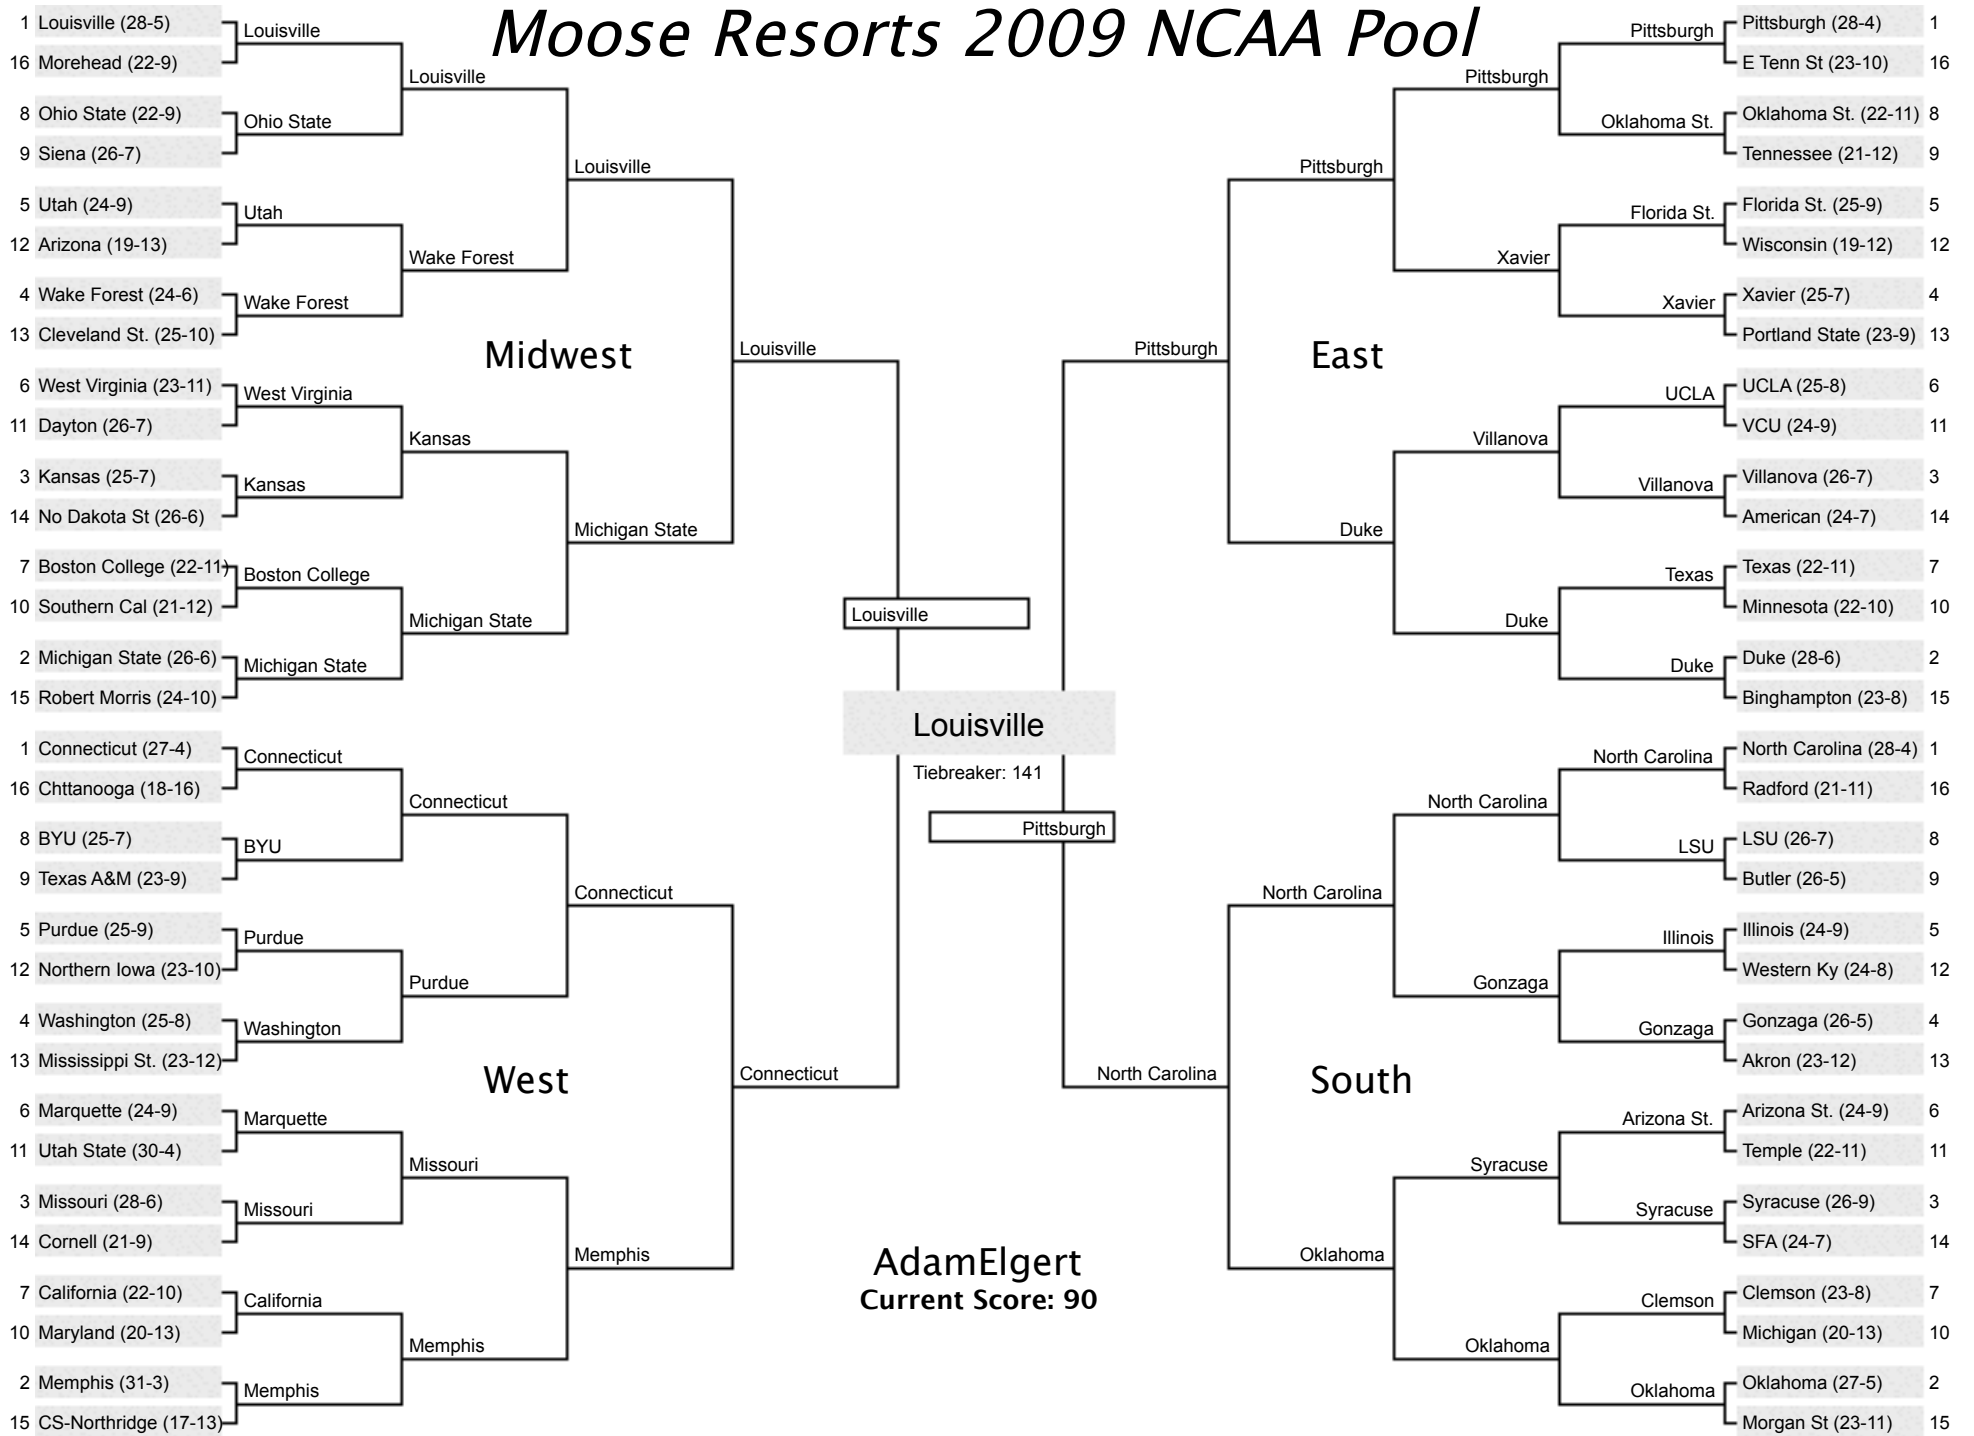 Moose Resorts 2009 NCAA Pool
1 Louisville (28-5)
16 Morehead (22-9)
8 Ohio State (22-9)
9 Siena (26-7)
5 Utah (24-9)
12 Arizona (19-13)
4 Wake Forest (24-6)
13 Cleveland St. (25-10)
6 West Virginia (23-11)
11 Dayton (26-7)
3 Kansas (25-7)
14 No Dakota St (26-6)
7 Boston College (22-11)
10 Southern Cal (21-12)
2 Michigan State (26-6)
15 Robert Morris (24-10)
Louisville
Ohio State
Utah
Wake Forest
West Virginia
Kansas
Boston College
Michigan State
Louisville
Wake Forest
Kansas
Michigan State
Louisville
Michigan State
Midwest
Louisville
1 Connecticut (27-4)
16 Chttanooga (18-16)
8 BYU (25-7)
9 Texas A&M (23-9)
5 Purdue (25-9)
12 Northern Iowa (23-10)
4 Washington (25-8)
13 Mississippi St. (23-12)
6 Marquette (24-9)
11 Utah State (30-4)
3 Missouri (28-6)
14 Cornell (21-9)
7 California (22-10)
10 Maryland (20-13)
2 Memphis (31-3)
15 CS-Northridge (17-13)
Connecticut
BYU
Purdue
Washington
Marquette
Missouri
California
Memphis
Connecticut
Purdue
Missouri
Memphis
Connecticut
Memphis
West
Connecticut
Louisville
Louisville
Tiebreaker: 141
Pittsburgh
AdamElgert
Current Score: 90
Pittsburgh (28-4) 1
E Tenn St (23-10) 16
Oklahoma St. (22-11) 8
Tennessee (21-12) 9
Florida St. (25-9) 5
Wisconsin (19-12) 12
Xavier (25-7) 4
Portland State (23-9) 13
UCLA (25-8) 6
VCU (24-9) 11
Villanova (26-7) 3
American (24-7) 14
Texas (22-11) 7
Minnesota (22-10) 10
Duke (28-6) 2
Binghampton (23-8) 15
Pittsburgh
Oklahoma St.
Florida St.
Xavier
UCLA
Villanova
Texas
Duke
Pittsburgh
Xavier
Villanova
Duke
Pittsburgh
Duke
East
Pittsburgh
North Carolina (28-4) 1
Radford (21-11) 16
LSU (26-7) 8
Butler (26-5) 9
Illinois (24-9) 5
Western Ky (24-8) 12
Gonzaga (26-5) 4
Akron (23-12) 13
Arizona St. (24-9) 6
Temple (22-11) 11
Syracuse (26-9) 3
SFA (24-7) 14
Clemson (23-8) 7
Michigan (20-13) 10
Oklahoma (27-5) 2
Morgan St (23-11) 15
North Carolina
LSU
Illinois
Gonzaga
Arizona St.
Syracuse
Clemson
Oklahoma
North Carolina
Gonzaga
Syracuse
Oklahoma
North Carolina
Oklahoma
South
North Carolina